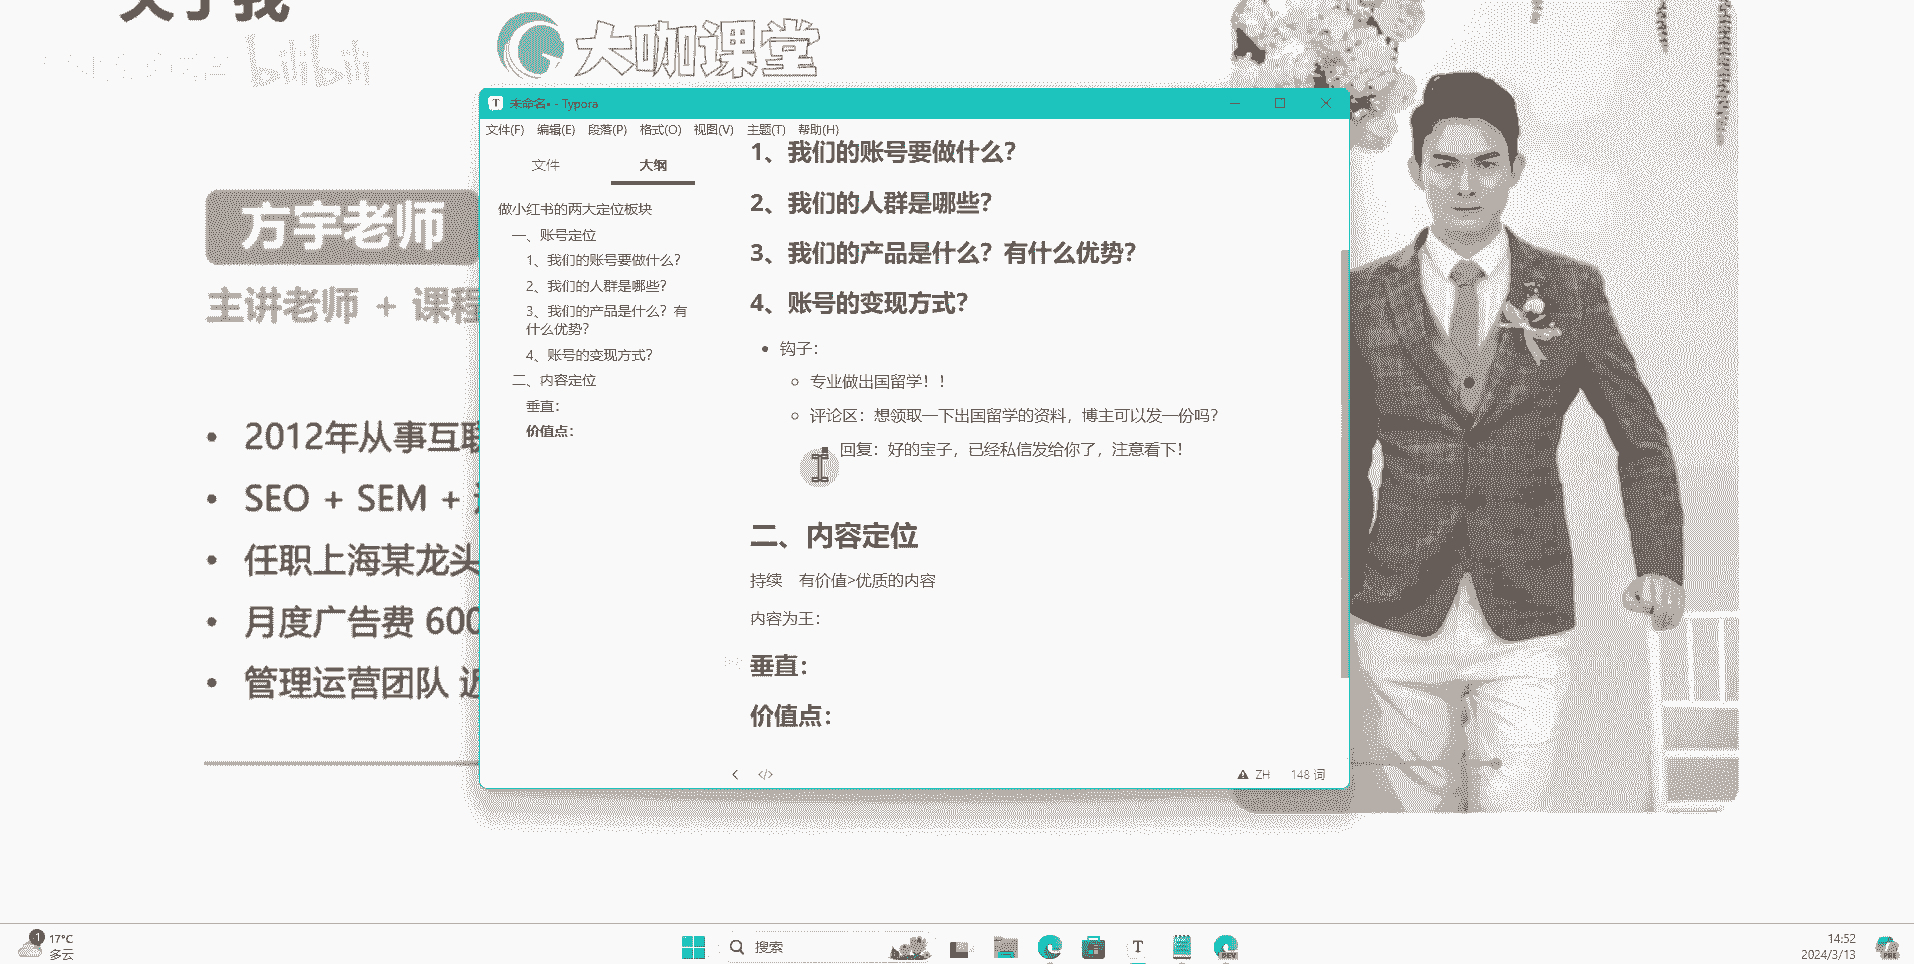 关于我
bilibili
大咖课堂
未命名• - Typora
文件(F) 编辑(E) 段落(P) 格式(O) 视图(V) 主题(T) 帮助(H)
文件 大纲
做小红书的两大定位板块
一、账号定位
1、我们的账号要做什么？
2、我们的人群是哪些？
3、我们的产品是什么？有
什么优势？
4、账号的变现方式？
二、内容定位
垂直：
价值点：
1、我们的账号要做什么？
2、我们的人群是哪些？
3、我们的产品是什么？有什么优势？
4、账号的变现方式？
• 钩子：
专业做出国留学！！
评论区：想领取一下出国留学的资料，博主可以发一份吗？
回复：好的宝子，已经私信发给你了，注意看下！
二、内容定位
持续 有价值>优质的内容
内容为王：
垂直：
价值点：
</> ZH 148 词
方宇老师
主讲老师 + 课程
• 2012年从事互联
• SEO + SEM +
• 任职上海某龙头
• 月度广告费 600
• 管理运营团队 近
1
17°C
多云
搜索
T
DEV
14:52
2024/3/13
PRE